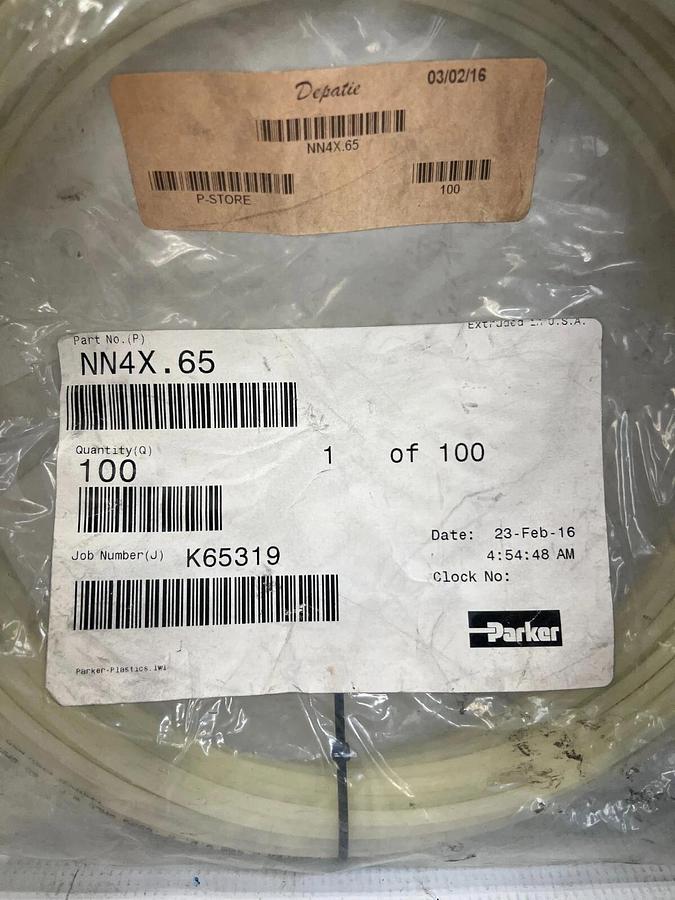 Depatie
03/02/16
NN4X.65
P-STORE
100
Extruded in U.S.A.
Part No.(P)
NN4X.65
Quantity(Q)
100
1 of 100
Job Number(J) K65319
Date: 23-Feb-16
4:54:48 AM
Clock No:
Parker
Parker-Plastics.lwl